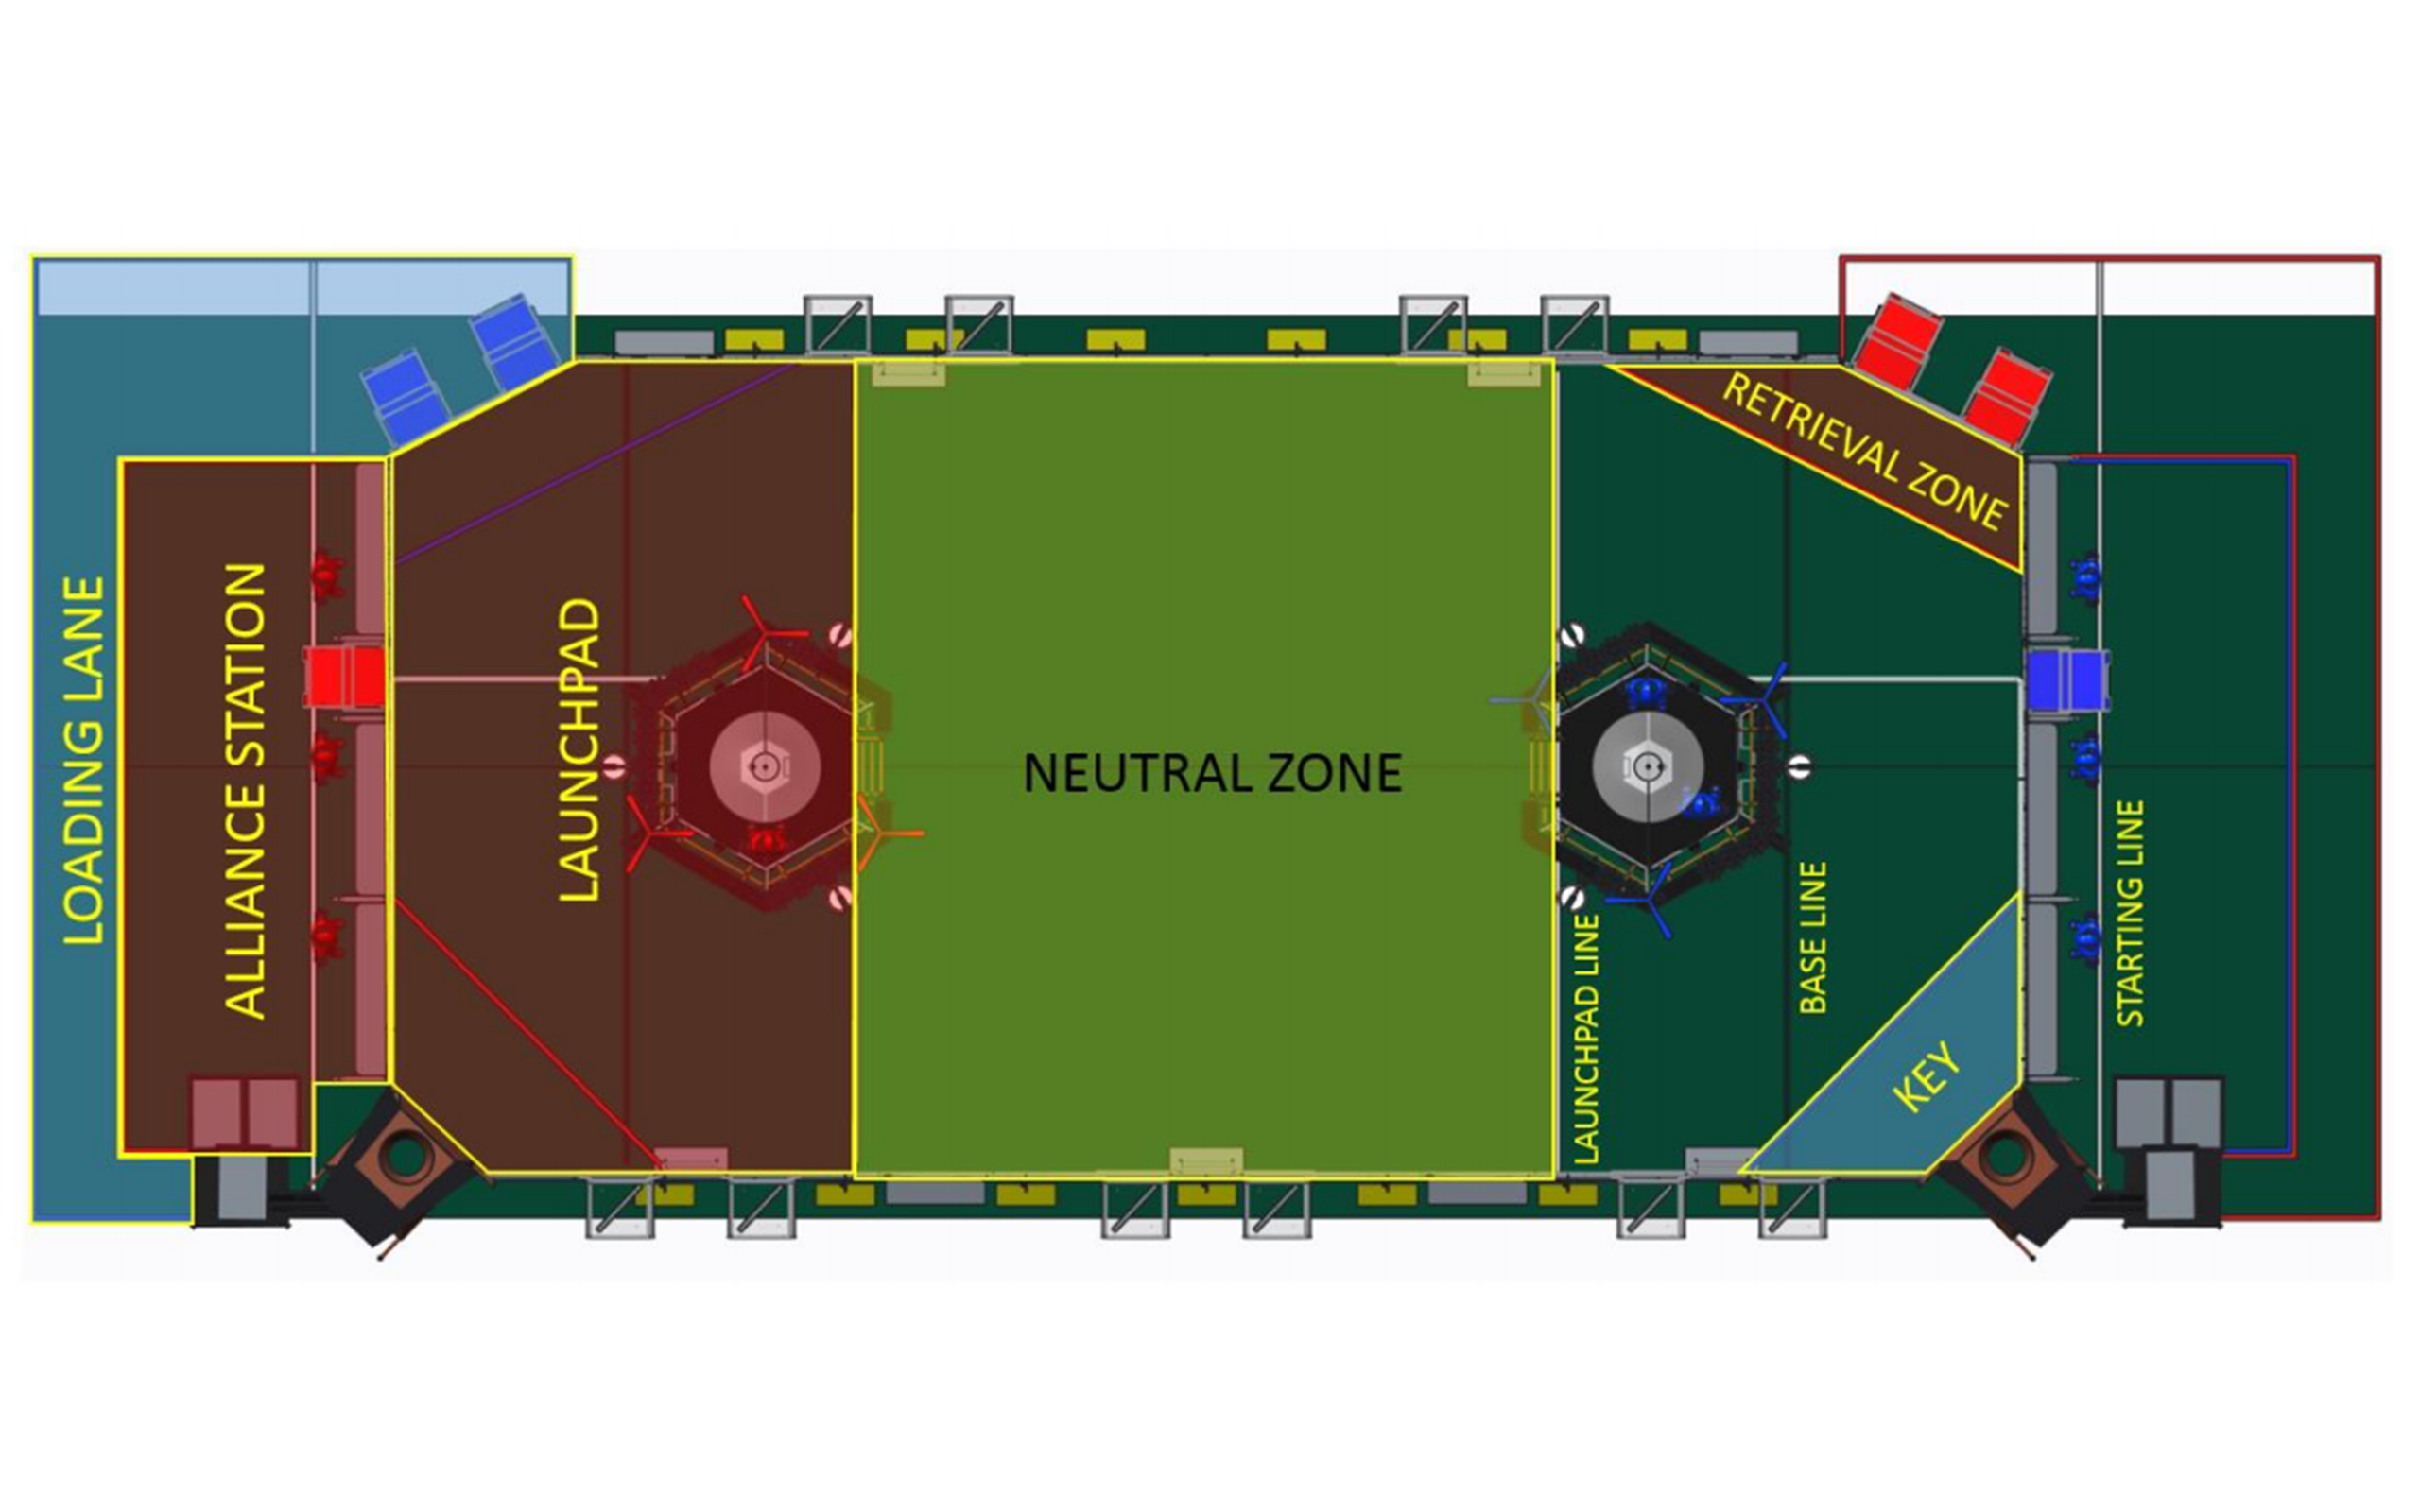 LOADING LANE
ALLIANCE STATION
LAUNCHPAD
NEUTRAL ZONE
RETRIEVAL ZONE
LAUNCHPAD LINE
BASE LINE
KEY
STARTING LINE